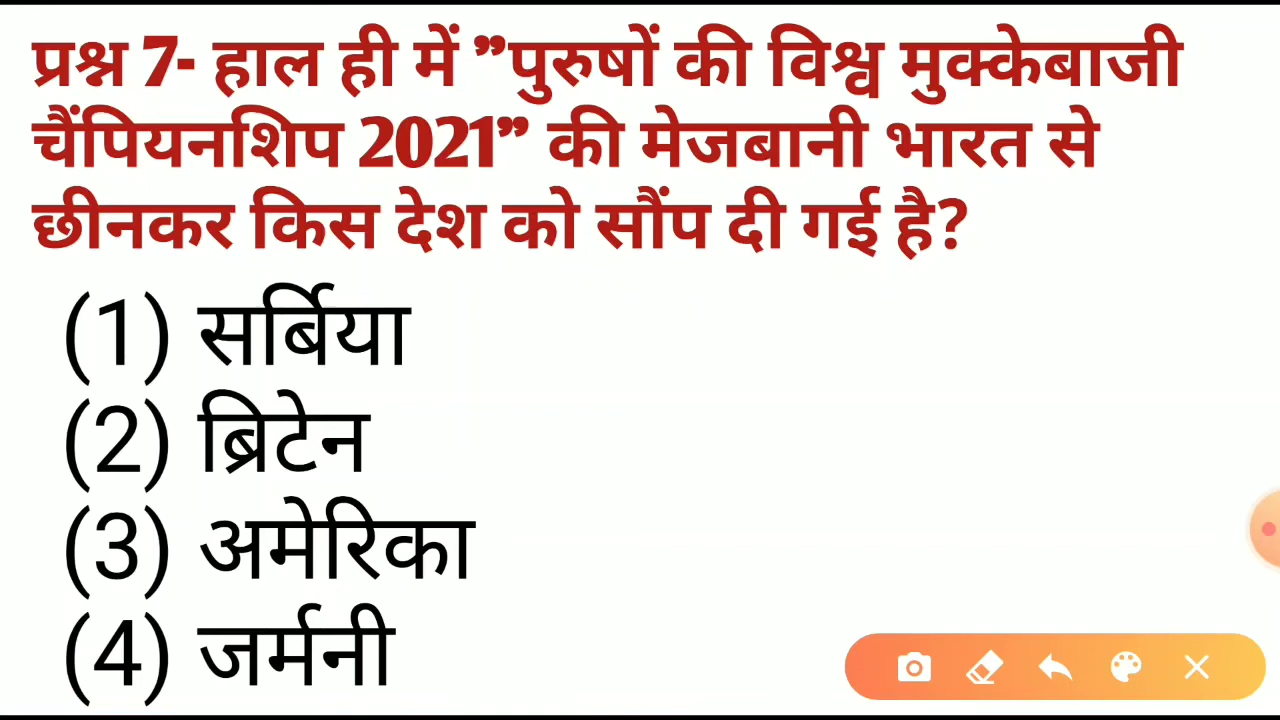 प्रश्न 7- हाल ही में ”पुरुषों की विश्व मुक्केबाजी
चैंपियनशिप 2021” की मेजबानी भारत से
छीनकर किस देश को सौंप दी गई है?
(1) सर्बिया
(2) ब्रिटेन
(3) अमेरिका
(4) जर्मनी